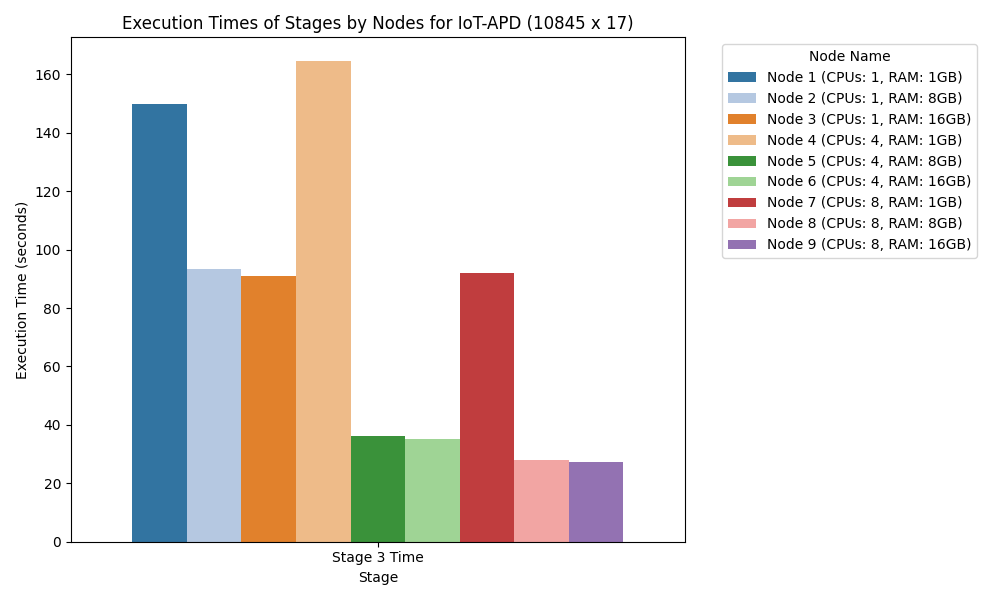 Execution Times of Stages by Nodes for IoT-APD (10845 x 17)
Execution Time (seconds)
160
140
120
100
80
60
40
20
0
Stage 3 Time
Stage
Node Name
Node 1 (CPUs: 1, RAM: 1GB)
Node 2 (CPUs: 1, RAM: 8GB)
Node 3 (CPUs: 1, RAM: 16GB)
Node 4 (CPUs: 4, RAM: 1GB)
Node 5 (CPUs: 4, RAM: 8GB)
Node 6 (CPUs: 4, RAM: 16GB)
Node 7 (CPUs: 8, RAM: 1GB)
Node 8 (CPUs: 8, RAM: 8GB)
Node 9 (CPUs: 8, RAM: 16GB)